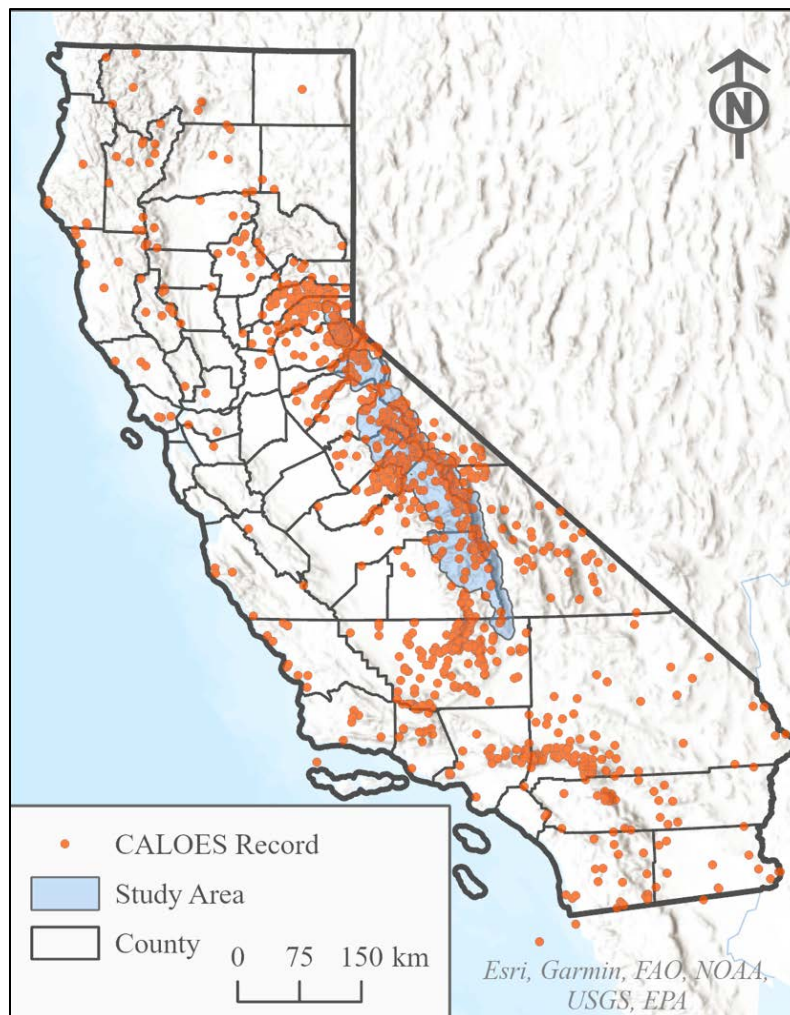 N
CALOES Record
Study Area
County
0 75 150 km
Esri, Garmin, FAO, NOAA,
USGS, EPA